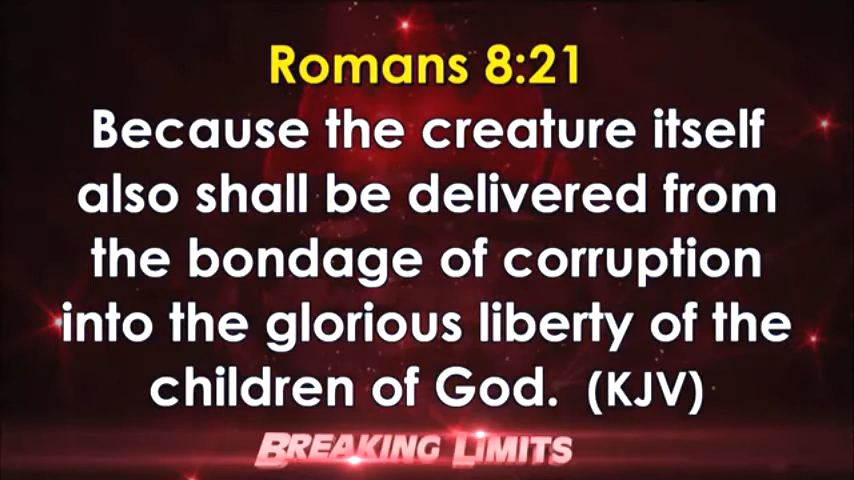 Romans 8:21
Because the creature itself
also shall be delivered from
the bondage of corruption
into the glorious liberty of the
children of God. (KJV)
BREAKING LIMITS